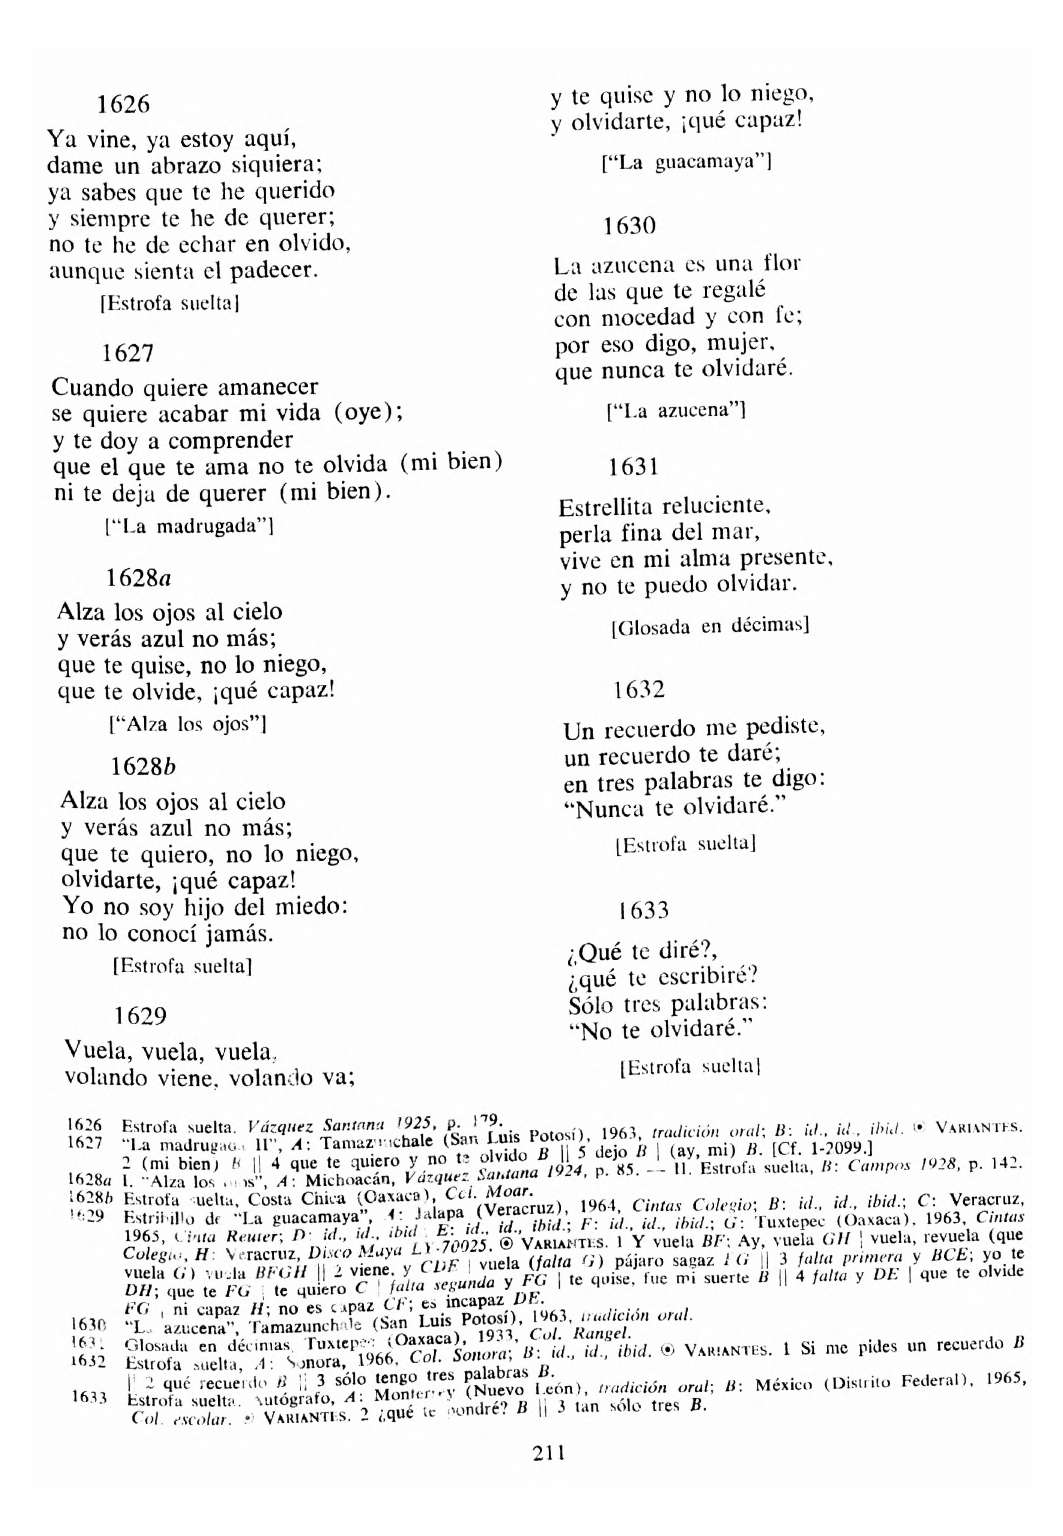 1626
Ya vine, ya estoy aquí,
dame un abrazo siquiera;
ya sabes que te he querido
y siempre te he de querer;
no te he de echar en olvido,
aunque sienta el padecer.
[Estrofa suelta]
1627
Cuando quiere amanecer
se quiere acabar mi vida (oye);
y te doy a comprender
que el que te ama no te olvida (mi bien)
ni te deja de querer (mi bien).
["La madrugada"]
1628a
Alza los ojos al cielo
y verás azul no más;
que te quise, no lo niego,
que te olvide, ¡qué capaz!
["Alza los ojos"]
1628b
Alza los ojos al cielo
y verás azul no más;
que te quiero, no lo niego,
olvidarte, ¡qué capaz!
Yo no soy hijo del miedo:
no lo conocí jamás.
[Estrofa suelta]
1629
Vuela, vuela, vuela,
volando viene, volando va;
y te quise y no lo niego,
y olvidarte, ¡qué capaz!
["La guacamaya"]
1630
La azucena es una flor
de las que te regalé
con mocedad y con fe;
por eso digo, mujer,
que nunca te olvidaré.
["La azucena"]
1631
Estrellita reluciente,
perla fina del mar,
vive en mi alma presente,
y no te puedo olvidar.
[Glosada en décimas]
1632
Un recuerdo me pediste,
un recuerdo te daré;
en tres palabras te digo:
"Nunca te olvidaré."
[Estrofa suelta]
1633
¿Qué te diré?,
¿qué te escribiré?
Sólo tres palabras:
"No te olvidaré."
[Estrofa suelta]
1626 Estrofa suelta. Vázquez Santana 1925, p. 179.
1627 "La madrugada II", A: Tamazunchale (San Luis Potosí), 1963, tradición oral; B: id., id., ibid. ⊙ VARIANTES.
2 (mi bien) B || 4 que te quiero y no te olvido B || 5 dejo B | (ay, mi) B. [Cf. 1-2099.]
1628a I. "Alza los ojos", A: Michoacán, Vázquez Santana 1924, p. 85. — II. Estrofa suelta, B: Campos 1928, p. 142.
1628b Estrofa suelta, Costa Chica (Oaxaca), Col. Moar.
1629 Estribillo de "La guacamaya", A: Jalapa (Veracruz), 1964, Cintas Colegio; B: id., id., ibid.; C: Veracruz,
1965, Cinta Reuter; D: id., id., ibid. E: id., id., ibid.; F: id., id., ibid.; G: Tuxtepec (Oaxaca), 1963, Cintas
Colegio, H: Veracruz, Disco Maya LY-70025. ⊙ VARIANTES. 1 Y vuela BF; Ay, vuela GH | vuela, revuela (que
vuela G) vuela BFGH || 2 viene, y CDF | vuela (falta G) pájaro sagaz G || 3 falta primera y BCE; yo te
DH; que te FG | te quiero C | falta segunda y FG | te quise, fue mi suerte B || 4 falta y DE | que te olvide
FG | ni capaz H; no es capaz CF; es incapaz DE.
1630 "La azucena", Tamazunchale (San Luis Potosí), 1963, tradición oral.
1631 Glosada en décimas, Tuxtepec (Oaxaca), 1933, Col. Rangel.
1632 Estrofa suelta, A: Sonora, 1966, Col. Sonora; B: id., id., ibid. ⊙ VARIANTES. 1 Si me pides un recuerdo B
|| 2 qué recuerdo B || 3 sólo tengo tres palabras B.
1633 Estrofa suelta. Autógrafo, A: Monterrey (Nuevo León), tradición oral; B: México (Distrito Federal), 1965,
Col. escolar. ⊙ VARIANTES. 2 ¿qué te pondré? B || 3 tan sólo tres B.
211